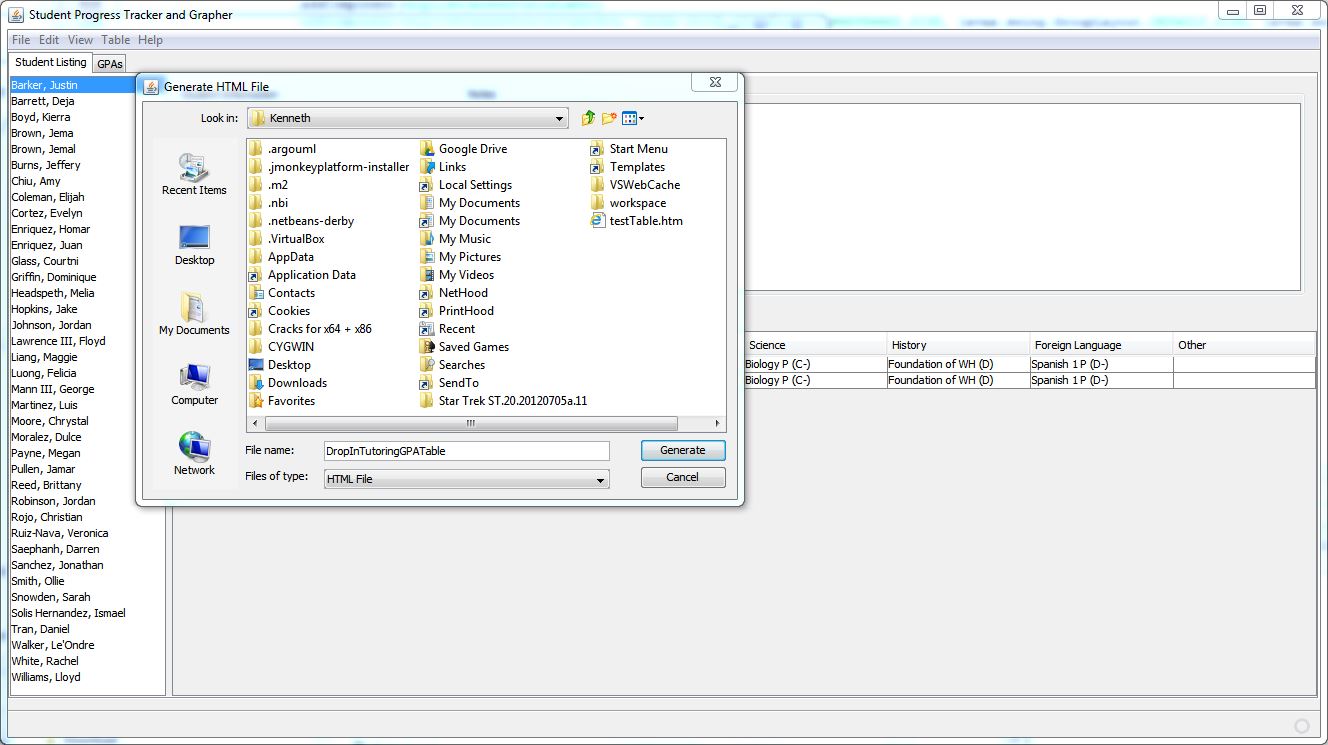 Student Progress Tracker and Grapher
File Edit View Table Help
Student Listing GPAs
Barker, Justin
Barrett, Deja
Boyd, Kierra
Brown, Jema
Brown, Jemal
Burns, Jeffery
Chiu, Amy
Coleman, Elijah
Cortez, Evelyn
Enriquez, Homar
Enriquez, Juan
Glass, Courtni
Griffin, Dominique
Headspeth, Melia
Hopkins, Jake
Johnson, Jordan
Lawrence III, Floyd
Liang, Maggie
Luong, Felicia
Mann III, George
Martinez, Luis
Moore, Chrystal
Moralez, Dulce
Payne, Megan
Pullen, Jamar
Reed, Brittany
Robinson, Jordan
Rojo, Christian
Ruiz-Nava, Veronica
Saephanh, Darren
Sanchez, Jonathan
Smith, Ollie
Snowden, Sarah
Solis Hernandez, Ismael
Tran, Daniel
Walker, Le'Ondre
White, Rachel
Williams, Lloyd
Generate HTML File
Look in: Kenneth
Recent Items
Desktop
My Documents
Computer
Network
.argouml
.jmonkeyplatform-installer
.m2
.nbi
.netbeans-derby
.VirtualBox
AppData
Application Data
Contacts
Cookies
Cracks for x64 + x86
CYGWIN
Desktop
Downloads
Favorites
Google Drive
Links
Local Settings
My Documents
My Documents
My Music
My Pictures
My Videos
NetHood
PrintHood
Recent
Saved Games
Searches
SendTo
Star Trek ST.20.20120705a.11
Start Menu
Templates
VSWebCache
workspace
testTable.htm
File name: DropInTutoringGPATable Generate
Files of type: HTML File Cancel
Science History Foreign Language Other
Biology P (C-) Foundation of WH (D) Spanish 1 P (D-)
Biology P (C-) Foundation of WH (D) Spanish 1 P (D-)